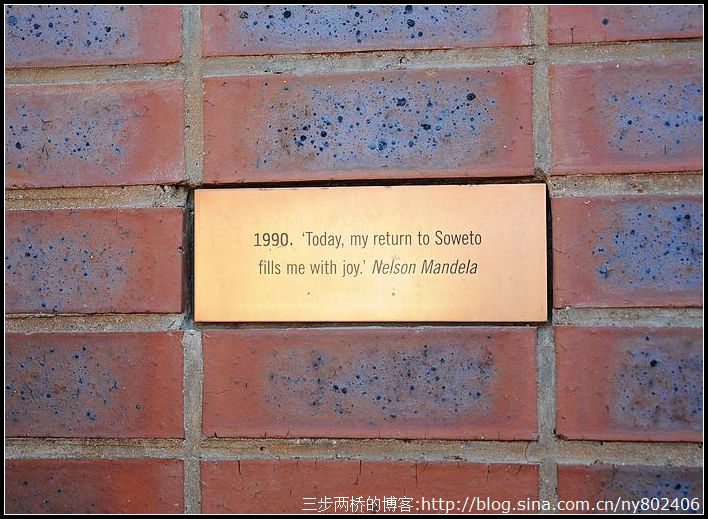 1990. ‘Today, my return to Soweto
fills me with joy.’ Nelson Mandela
三步两桥的博客:http://blog.sina.com.cn/ny802406